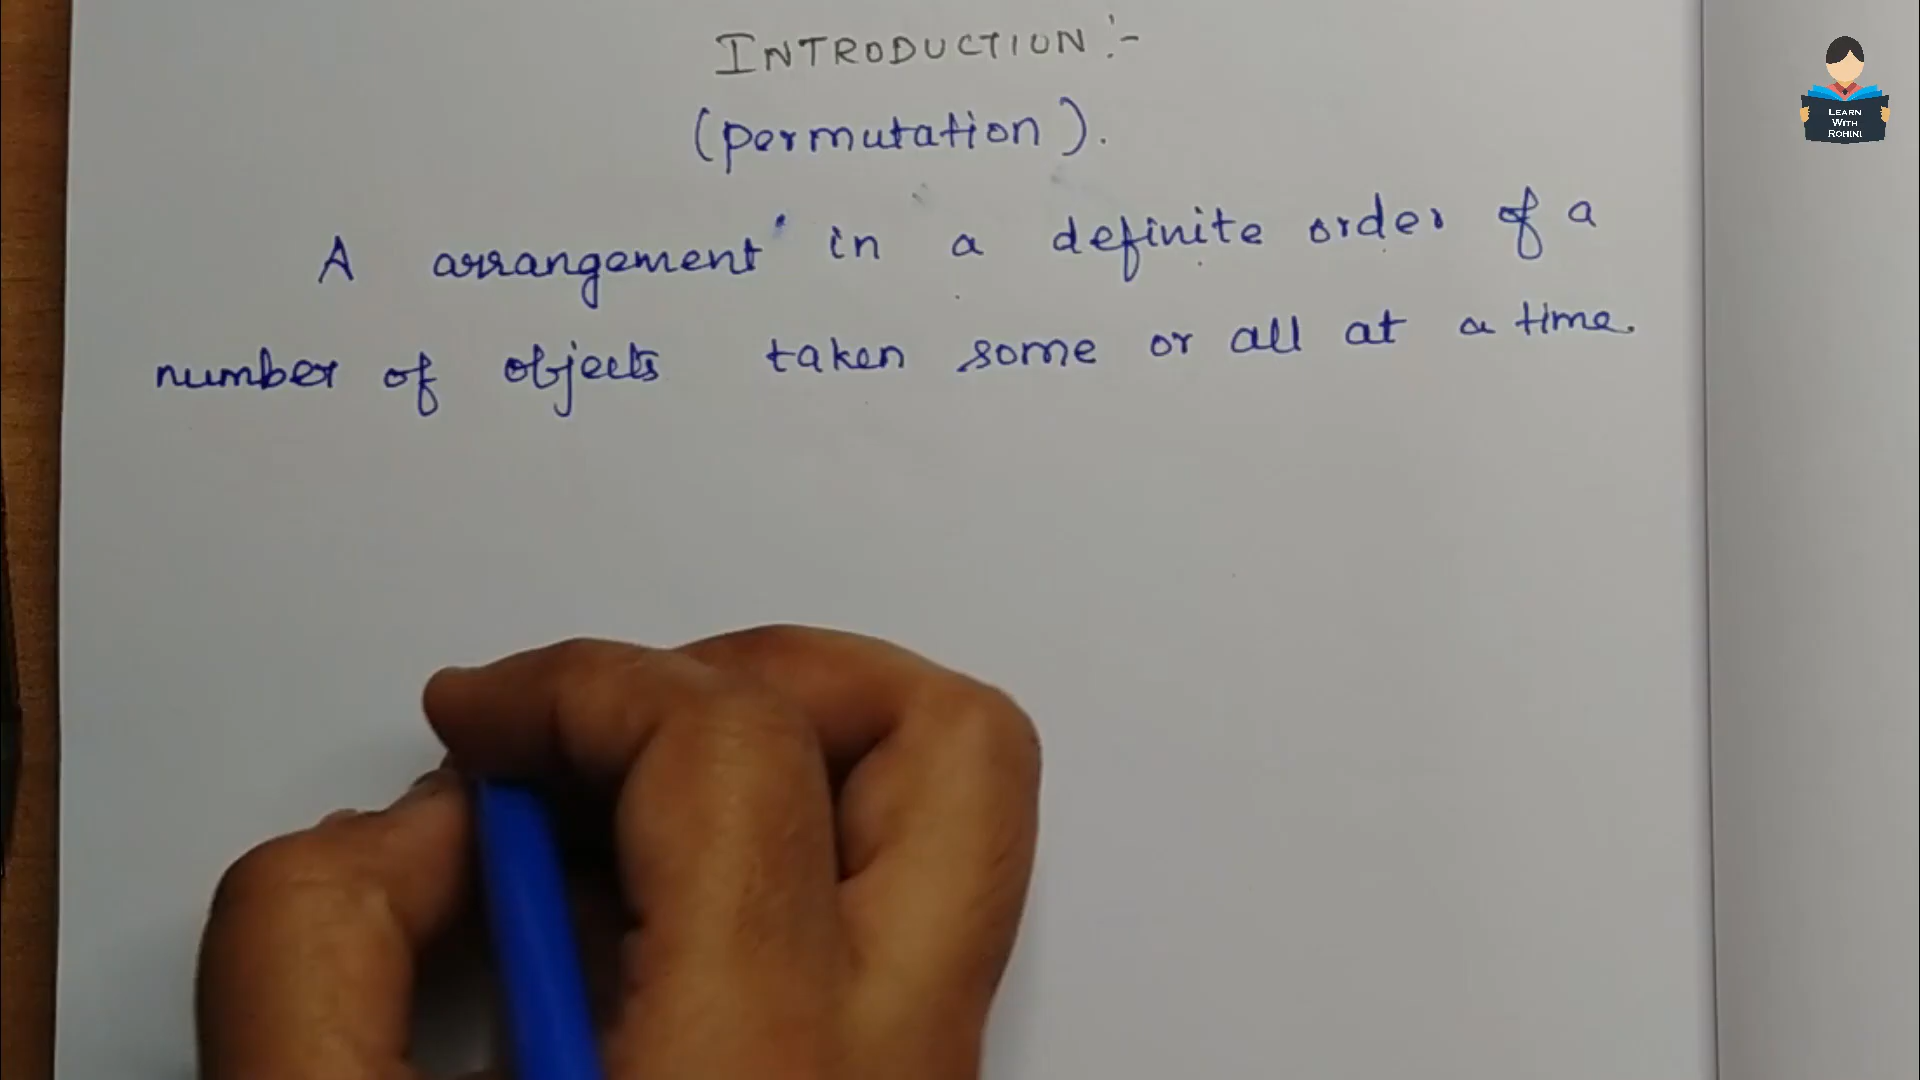 INTRODUCTION :-
(permutation).
A arrangement in a definite order of a
number of objects taken some or all at a time.
LEARN
WITH
ROHINI